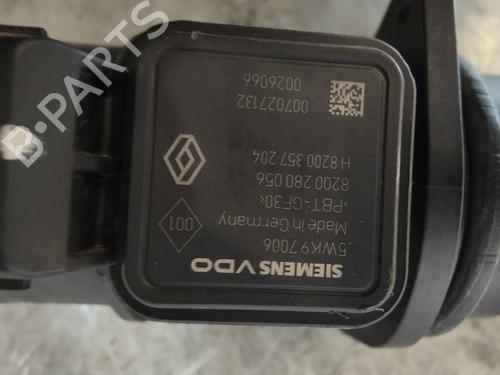 SIEMENS VDO
5WK9 7006
Made in Germany
>PBT-GF30<
001
8200 280 056
H 8200 357 204
007027132
0026066
B-PARTS